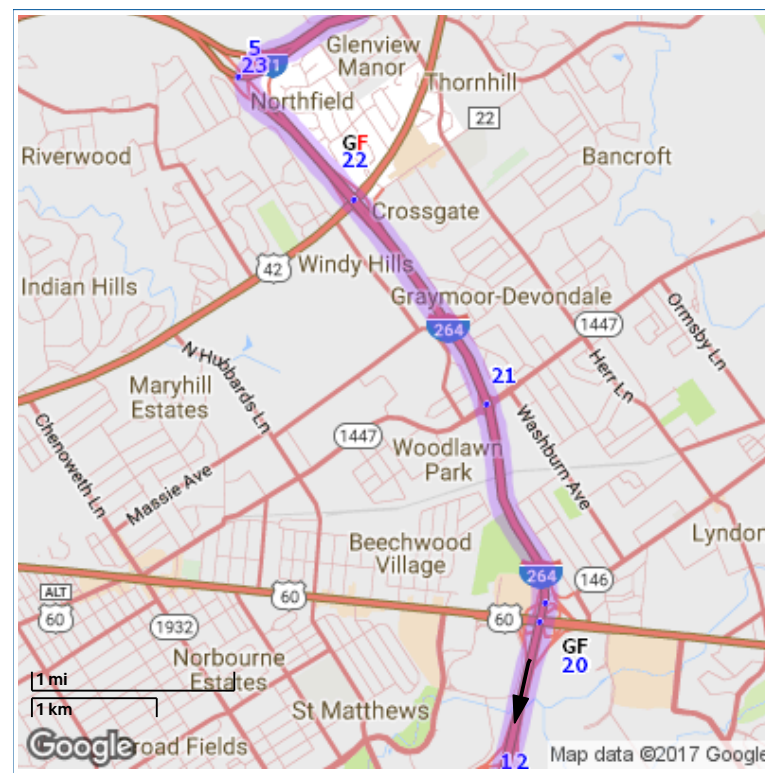 Glenview
Manor
5
23
71
Thornhill
Northfield
22
GF
22
Riverwood
Bancroft
Crossgate
42
Windy Hills
Indian Hills
Graymoor-Devondale
264
1447
Ormsby Ln
N Hubbards Ln
Herr Ln
Maryhill
Estates
21
Chenoweth Ln
1447
Woodlawn
Park
Washburn Ave
Massie Ave
Lyndon
Beechwood
Village
264
146
ALT
60
60
60
1932
GF
20
Norbourne
Estates
1 mi
1 km
St Matthews
Google
road Fields
12
Map data ©2017 Google